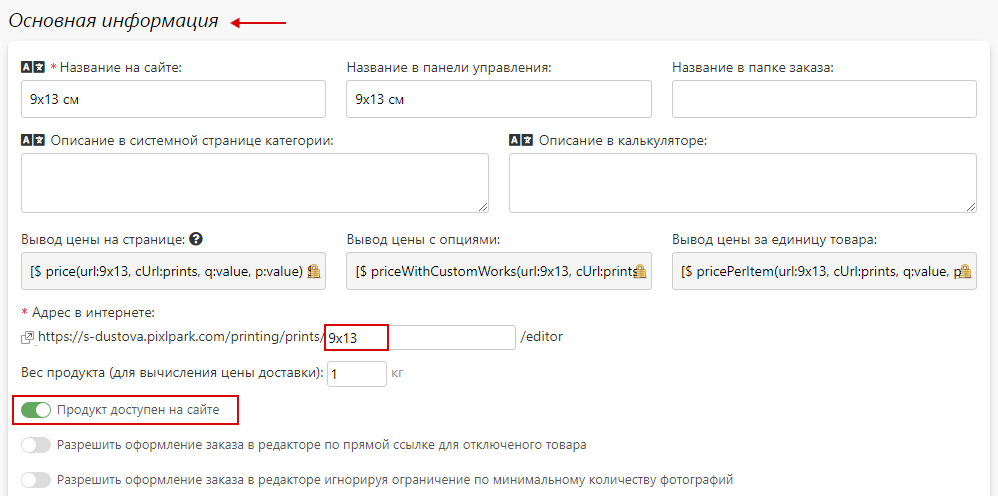 Основная информация
* Название на сайте: Название в панели управления: Название в папке заказа:
9x13 см 9x13 см
Описание в системной странице категории: Описание в калькуляторе:
Вывод цены на странице: Вывод цены с опциями: Вывод цены за единицу товара:
[$ price(url:9x13, cUrl:prints, q:value, p:value) [$ priceWithCustomWorks(url:9x13, cUrl:prints [$ pricePerItem(url:9x13, cUrl:prints, q:value, p
* Адрес в интернете:
https://s-dustova.pixlpark.com/printing/prints/ 9x13 /editor
Вес продукта (для вычисления цены доставки): 1 кг
Продукт доступен на сайте
Разрешить оформление заказа в редакторе по прямой ссылке для отключеного товара
Разрешить оформление заказа в редакторе игнорируя ограничение по минимальному количеству фотографий